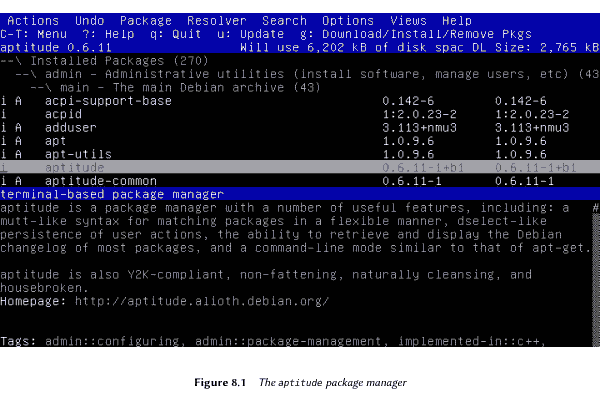 Actions  Undo  Package  Resolver  Search  Options  Views  Help
C-T: Menu  ?: Help  q: Quit  u: Update  g: Download/Install/Remove Pkgs
aptitude 0.6.11                    Will use 6,202 kB of disk spac DL Size: 2,765 kB
--\ Installed Packages (270)
  --\ admin - Administrative utilities (install software, manage users, etc) (43
    --\ main - The main Debian archive (43)
i A  acpi-support-base                              0.142-6        0.142-6
i    acpid                                          1:2.0.23-2     1:2.0.23-2
i A  adduser                                        3.113+nmu3     3.113+nmu3
i A  apt                                            1.0.9.6        1.0.9.6
i A  apt-utils                                      1.0.9.6        1.0.9.6
i    aptitude                                       0.6.11-1+b1    0.6.11-1+b1
i A  aptitude-common                                0.6.11-1       0.6.11-1
terminal-based package manager
aptitude is a package manager with a number of useful features, including: a #
mutt-like syntax for matching packages in a flexible manner, dselect-like
persistence of user actions, the ability to retrieve and display the Debian
changelog of most packages, and a command-line mode similar to that of apt-get.
aptitude is also Y2K-compliant, non-fattening, naturally cleansing, and
housebroken.
Homepage: http://aptitude.alioth.debian.org/
Tags: admin::configuring, admin::package-management, implemented-in::c++,
Figure 8.1  The aptitude package manager